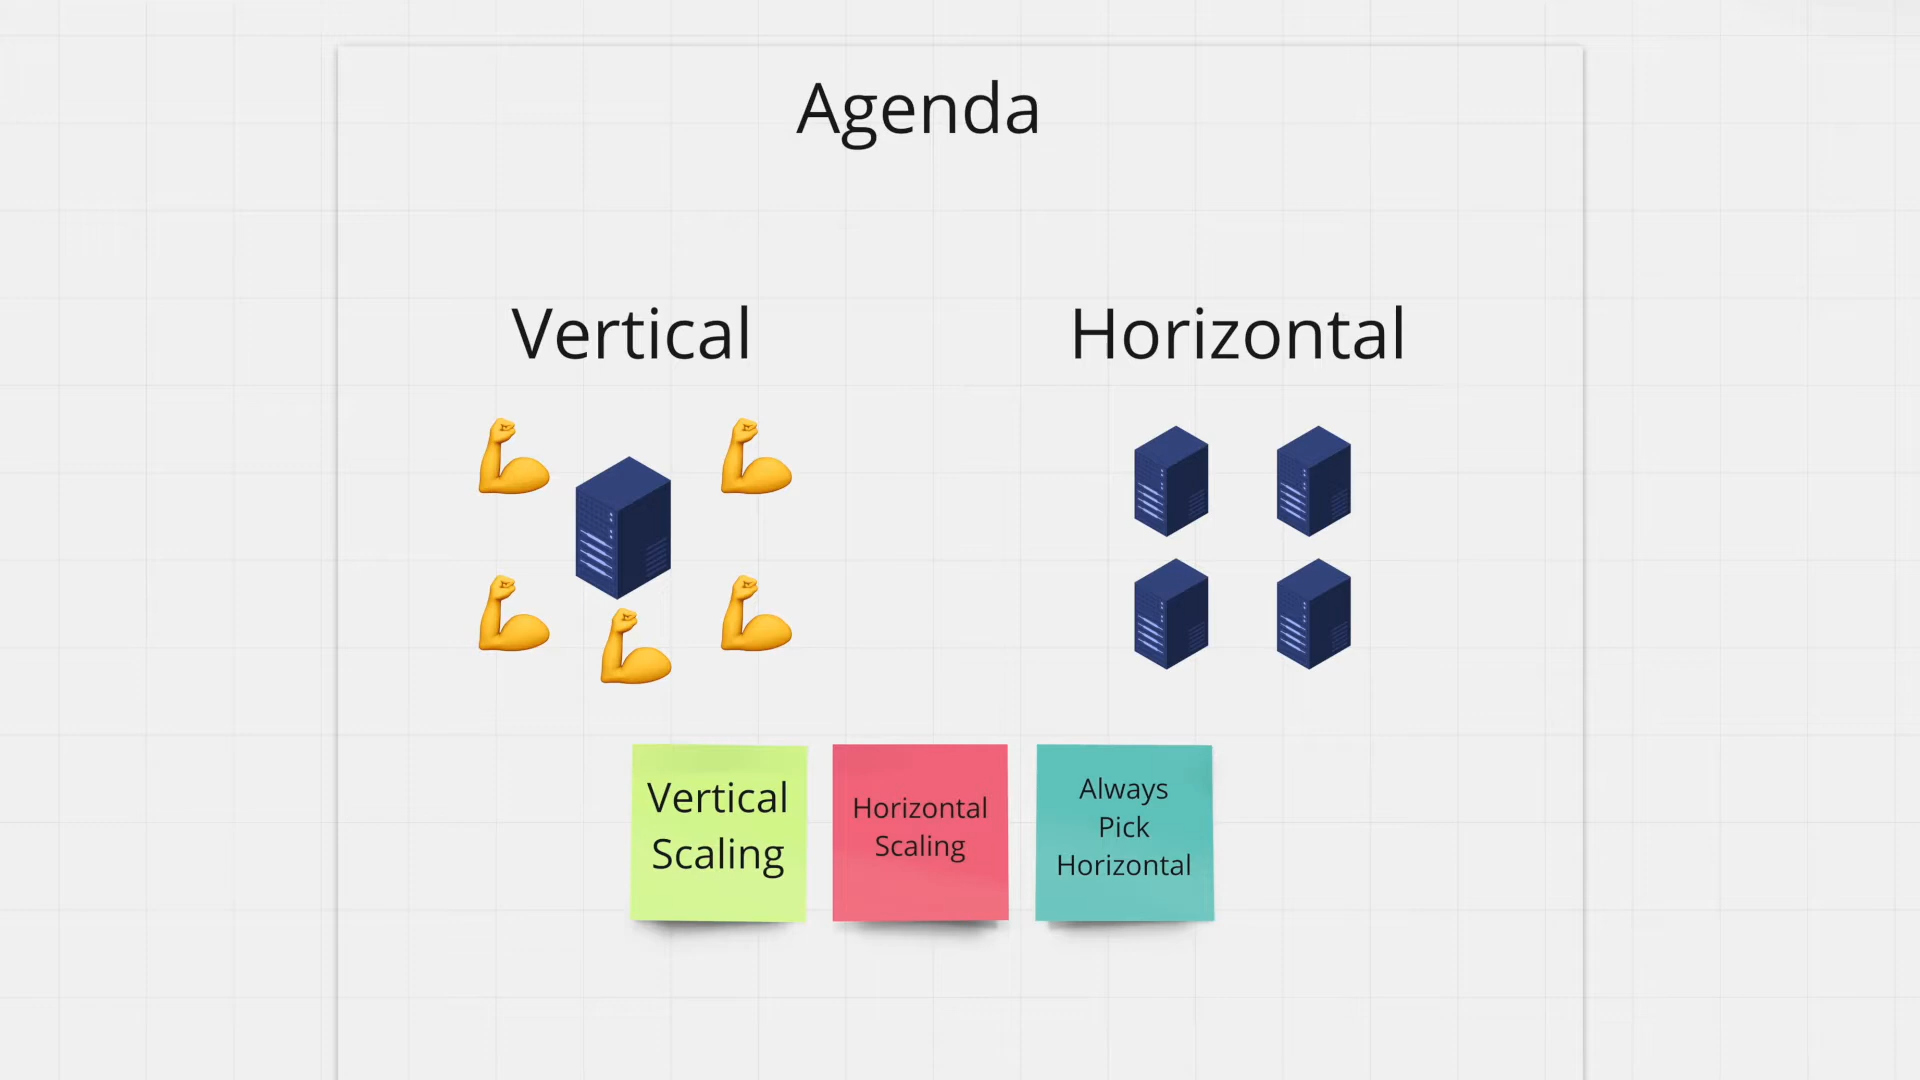 Agenda
Vertical
Horizontal
Vertical
Scaling
Horizontal
Scaling
Always
Pick
Horizontal